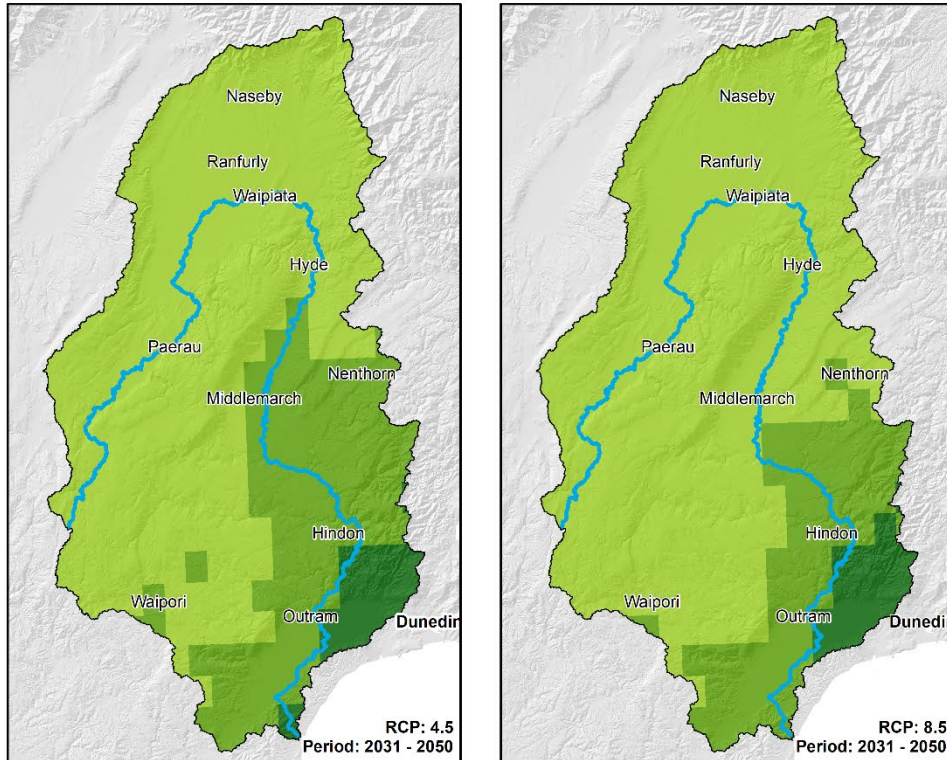 Naseby
Ranfurly
Waipiata
Hyde
Paerau
Nenthorn
Middlemarch
Hindon
Waipori
Outram
Dunedin
RCP: 4.5
Period: 2031 - 2050
Naseby
Ranfurly
Waipiata
Hyde
Paerau
Nenthorn
Middlemarch
Hindon
Waipori
Outram
Dunedin
RCP: 8.5
Period: 2031 - 2050